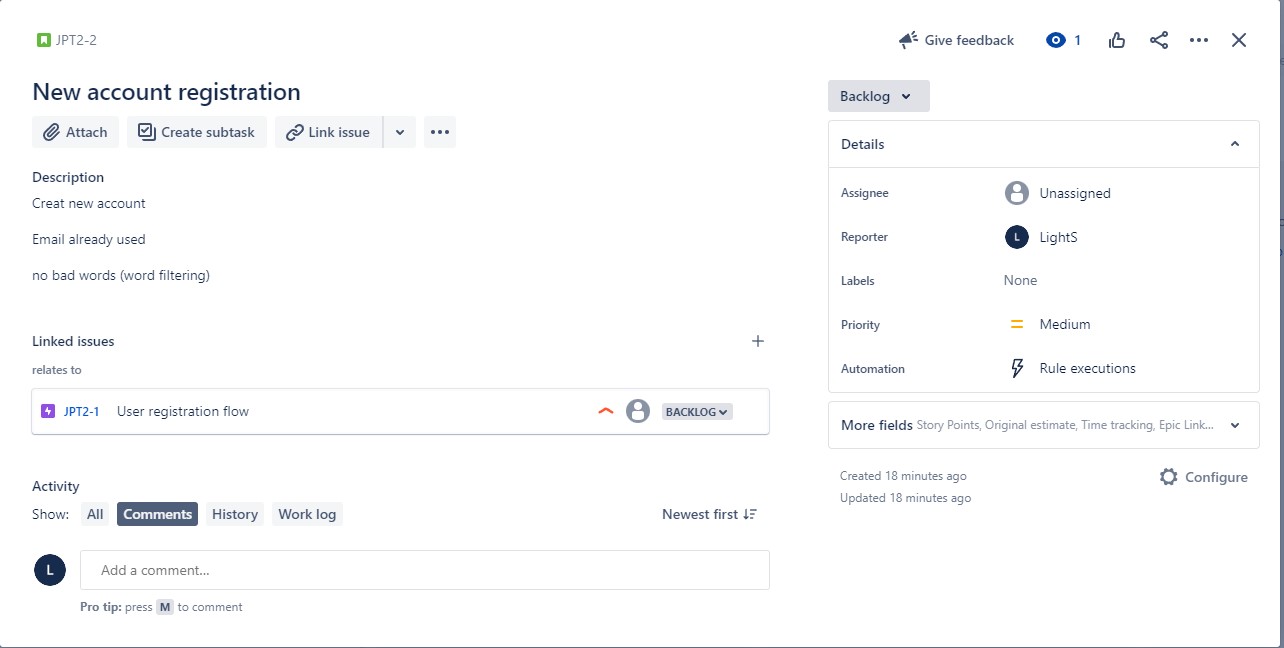 JPT2-2
Give feedback
1
New account registration
Attach
Create subtask
Link issue
Description
Creat new account
Email already used
no bad words (word filtering)
Linked issues
relates to
JPT2-1 User registration flow BACKLOG
Activity
Show: All Comments History Work log Newest first
L Add a comment...
Pro tip: press M to comment
Backlog
Details
Assignee Unassigned
Reporter L LightS
Labels None
Priority Medium
Automation Rule executions
More fields Story Points, Original estimate, Time tracking, Epic Link...
Created 18 minutes ago Configure
Updated 18 minutes ago